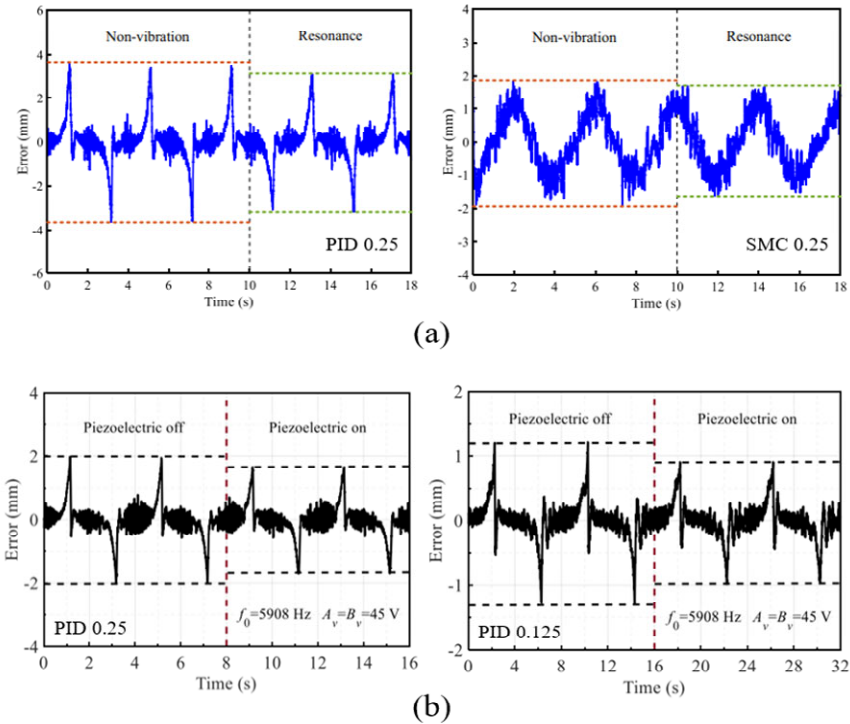 6
4
2
0
-2
-4
-6
Error (mm)
Non-vibration
Resonance
PID 0.25
0 2 4 6 8 10 12 14 16 18
Time (s)
4
3
2
1
0
-1
-2
-3
-4
Error (mm)
Non-vibration
Resonance
SMC 0.25
0 2 4 6 8 10 12 14 16 18
Time (s)
(a)
4
2
0
-2
-4
Error (mm)
Piezoelectric off
Piezoelectric on
PID 0.25
f0=5908 Hz Av=Bv=45 V
0 2 4 6 8 10 12 14 16
Time (s)
2
1
0
-1
-2
Error (mm)
Piezoelectric off
Piezoelectric on
PID 0.125
f0=5908 Hz Av=Bv=45 V
0 4 8 12 16 20 24 28 32
Time (s)
(b)